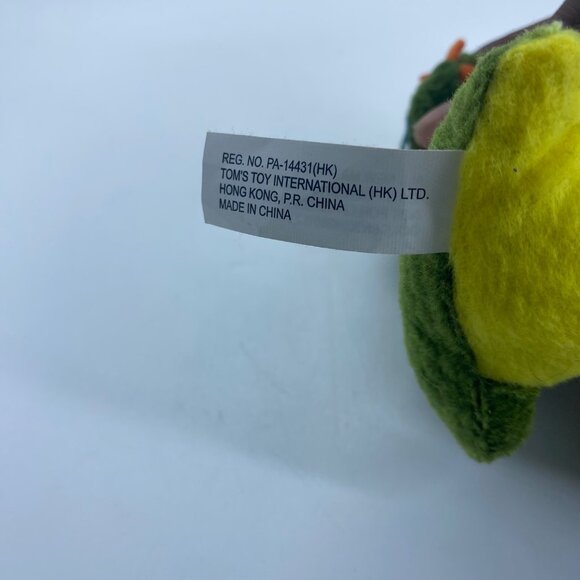 REG. NO. PA-14431(HK)
TOM'S TOY INTERNATIONAL (HK) LTD.
HONG KONG, P.R. CHINA
MADE IN CHINA